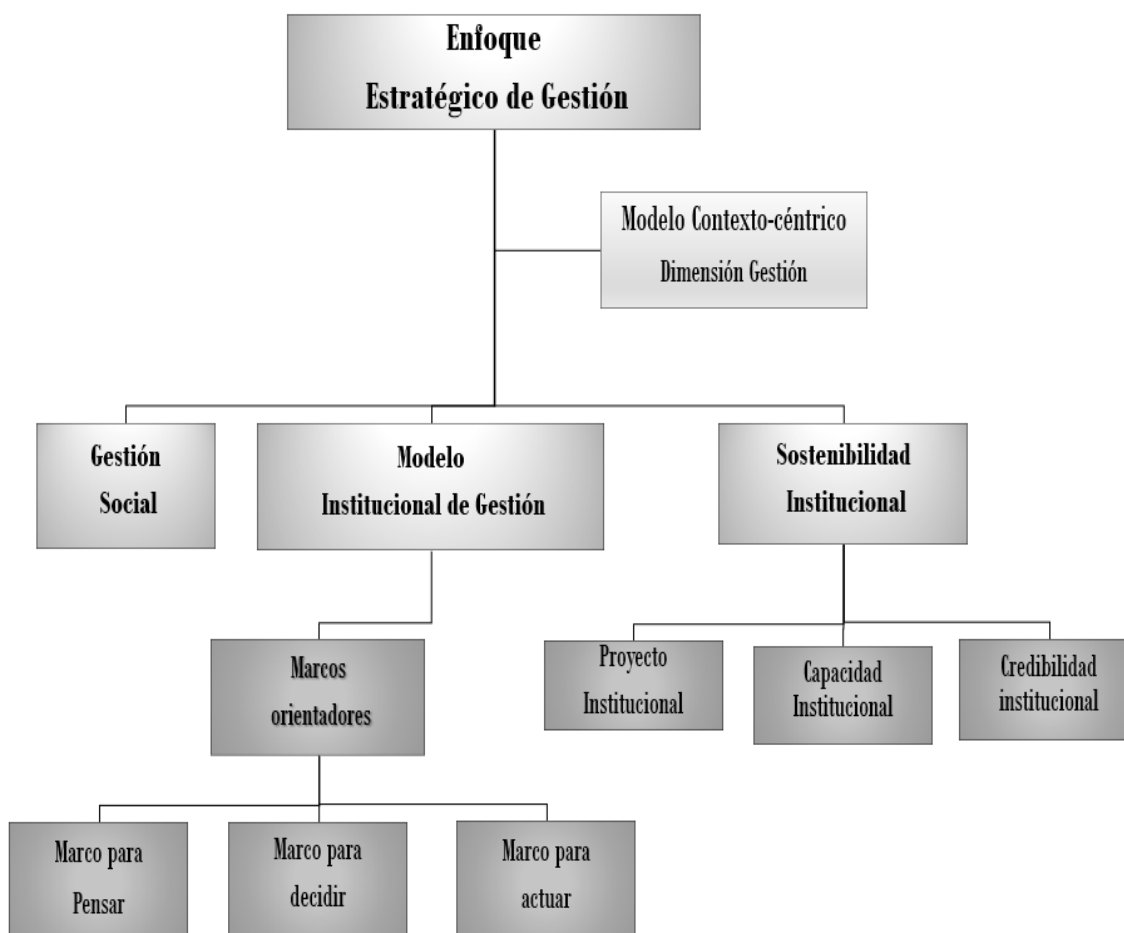 Enfoque
Estratégico de Gestión
Modelo Contexto-céntrico
Dimensión Gestión
Gestión
Social
Modelo
Institucional de Gestión
Sostenibilidad
Institucional
Marcos
orientadores
Proyecto
Institucional
Capacidad
Institucional
Credibilidad
institucional
Marco para
Pensar
Marco para
decidir
Marco para
actuar